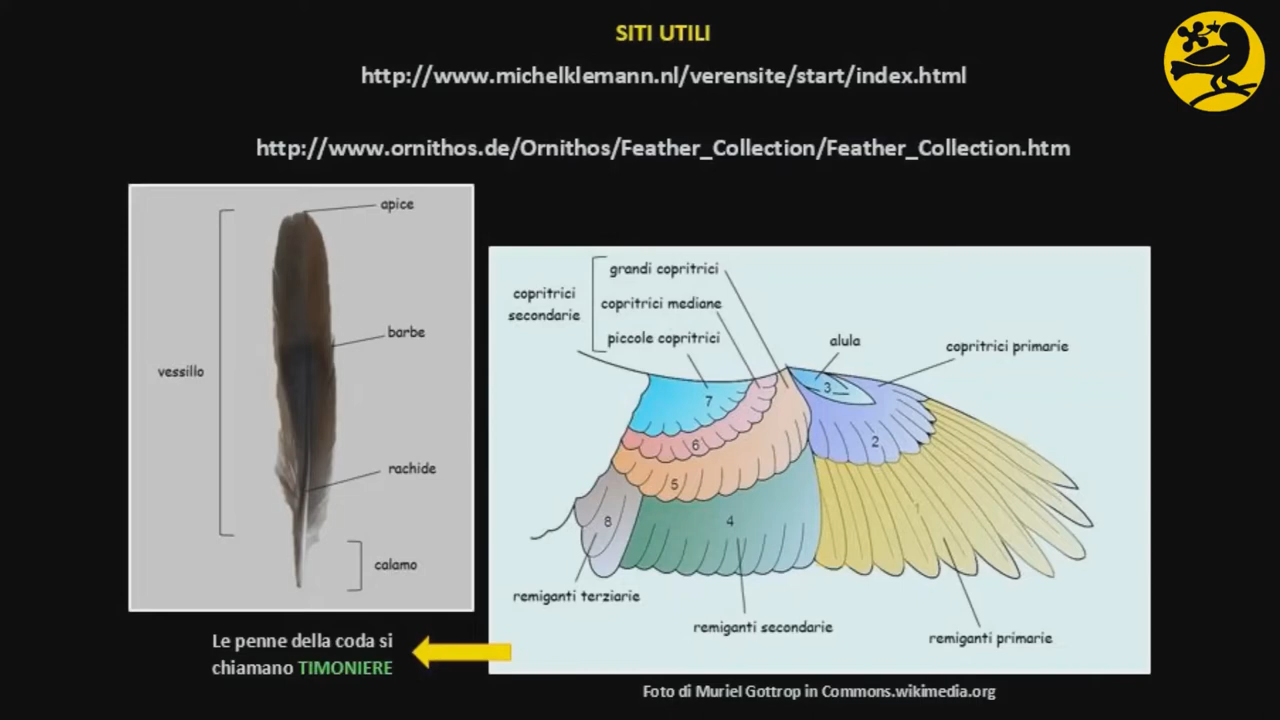 SITI UTILI
http://www.michelklemann.nl/verensite/start/index.html
http://www.ornithos.de/Ornithos/Feather_Collection/Feather_Collection.htm
apice
barbe
vessillo
rachide
calamo
Le penne della coda si
chiamano TIMONIERE
grandi copritrici
copritrici
secondarie
copritrici mediane
piccole copritrici
alula
copritrici primarie
3
7
2
6
5
8
4
1
remiganti terziarie
remiganti secondarie
remiganti primarie
Foto di Muriel Gottrop in Commons.wikimedia.org